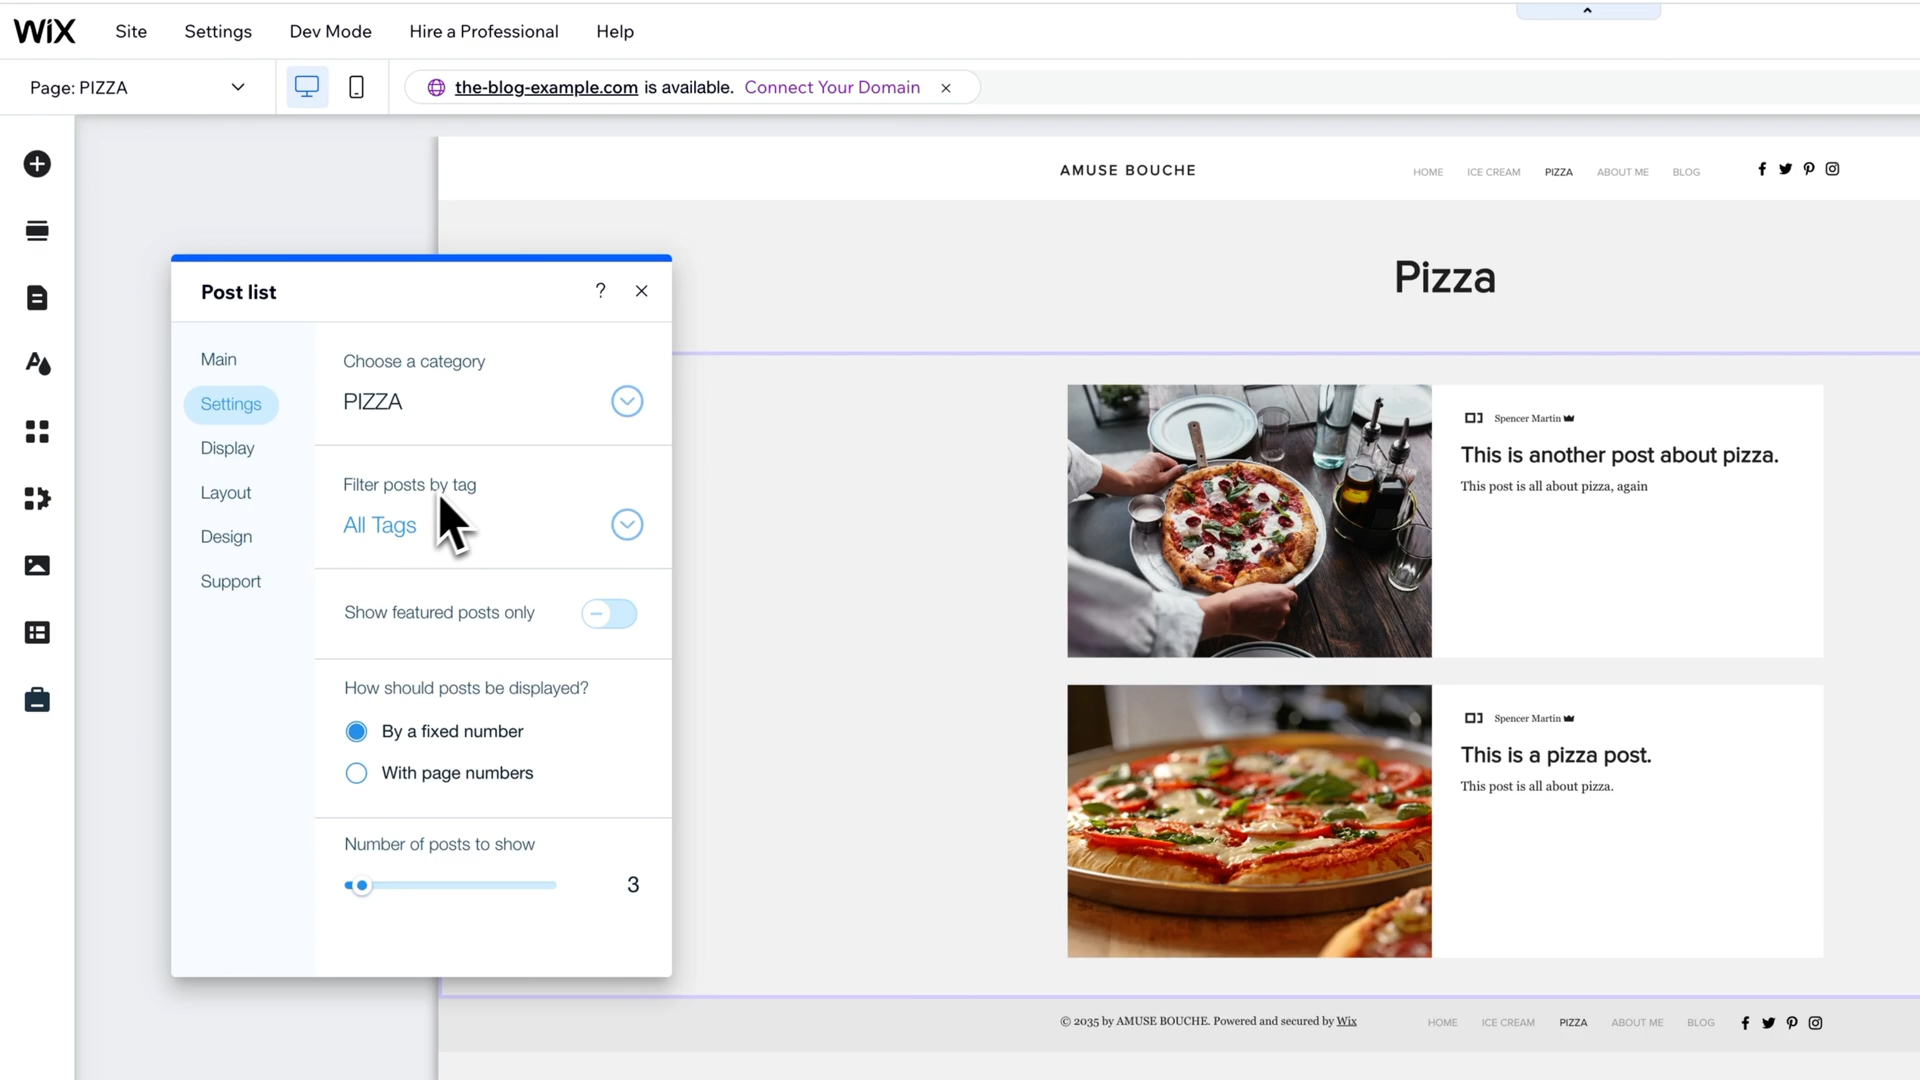 WiX Site Settings Dev Mode Hire a Professional Help
Page: PIZZA
the-blog-example.com is available. Connect Your Domain
AMUSE BOUCHE
HOME ICE CREAM PIZZA ABOUT ME BLOG
Pizza
Post list ?
Main
Settings
Display
Layout
Design
Support
Choose a category
PIZZA
Filter posts by tag
All Tags
Show featured posts only
How should posts be displayed?
By a fixed number
With page numbers
Number of posts to show
3
Spencer Martin
This is another post about pizza.
This post is all about pizza, again
Spencer Martin
This is a pizza post.
This post is all about pizza.
© 2035 by AMUSE BOUCHE. Powered and secured by Wix
HOME ICE CREAM PIZZA ABOUT ME BLOG